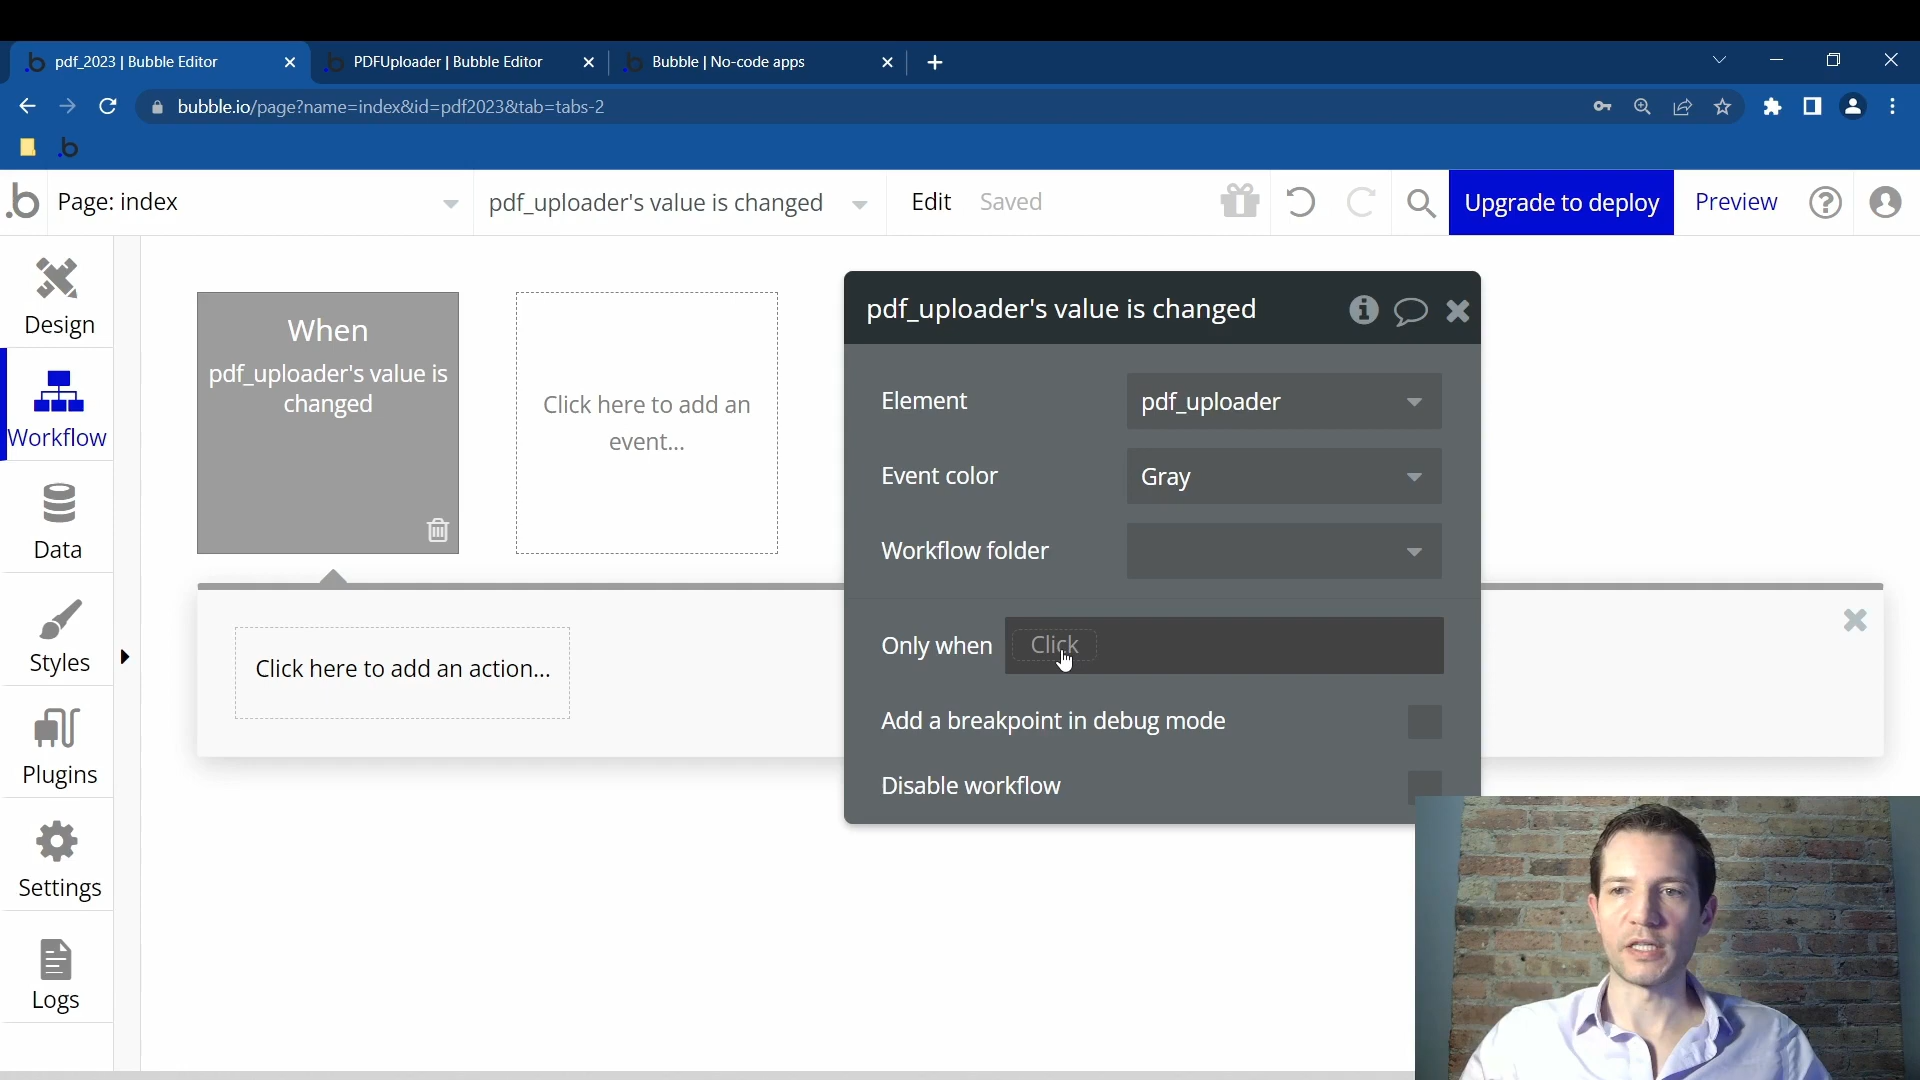 pdf_2023 | Bubble Editor
PDFUploader | Bubble Editor
Bubble | No-code apps
bubble.io/page?name=index&id=pdf2023&tab=tabs-2
Page: index
pdf_uploader's value is changed
Edit
Saved
Upgrade to deploy
Preview
Design
Workflow
Data
Styles
Plugins
Settings
Logs
When
pdf_uploader's value is
changed
Click here to add an
event...
Click here to add an action...
pdf_uploader's value is changed
Element
pdf_uploader
Event color
Gray
Workflow folder
Only when
Click
Add a breakpoint in debug mode
Disable workflow